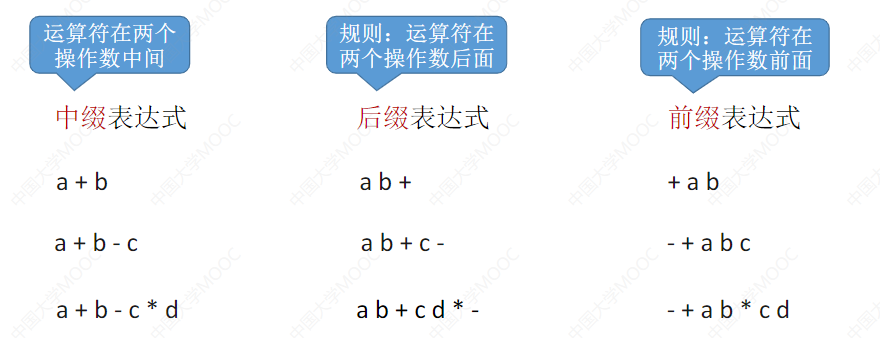 运算符在两个
操作数中间
规则：运算符在
两个操作数后面
规则：运算符在
两个操作数前面
中缀表达式
后缀表达式
前缀表达式
a + b
a b +
+ a b
a + b - c
a b + c -
- + a b c
a + b - c * d
a b + c d * -
- + a b * c d
中国大学MOOC